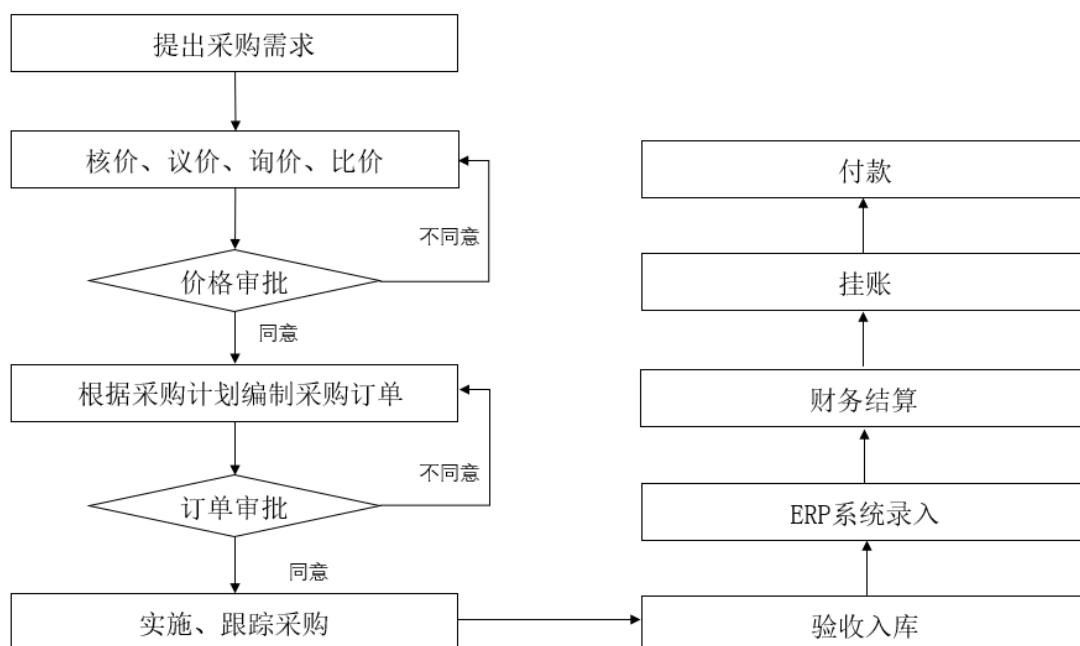 提出采购需求
核价、议价、询价、比价
不同意
价格审批
同意
根据采购计划编制采购订单
不同意
订单审批
同意
实施、跟踪采购
付款
挂账
财务结算
ERP系统录入
验收入库